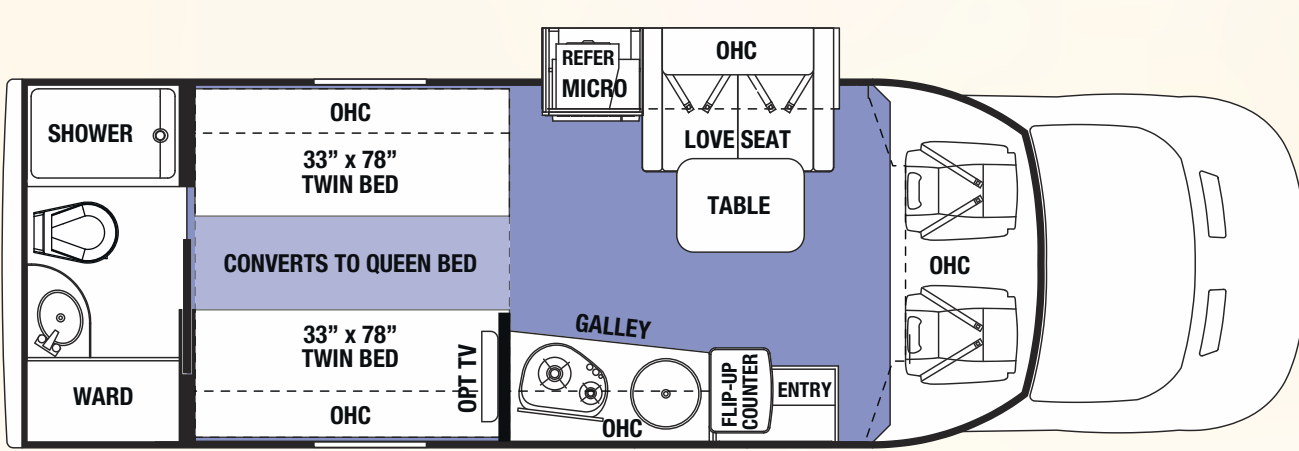 SHOWER
WARD
OHC
33” x 78”
TWIN BED
CONVERTS TO QUEEN BED
33” x 78”
TWIN BED
OHC
OPT TV
REFER
MICRO
OHC
LOVE SEAT
TABLE
GALLEY
OHC
FLIP-UP
COUNTER
ENTRY
OHC